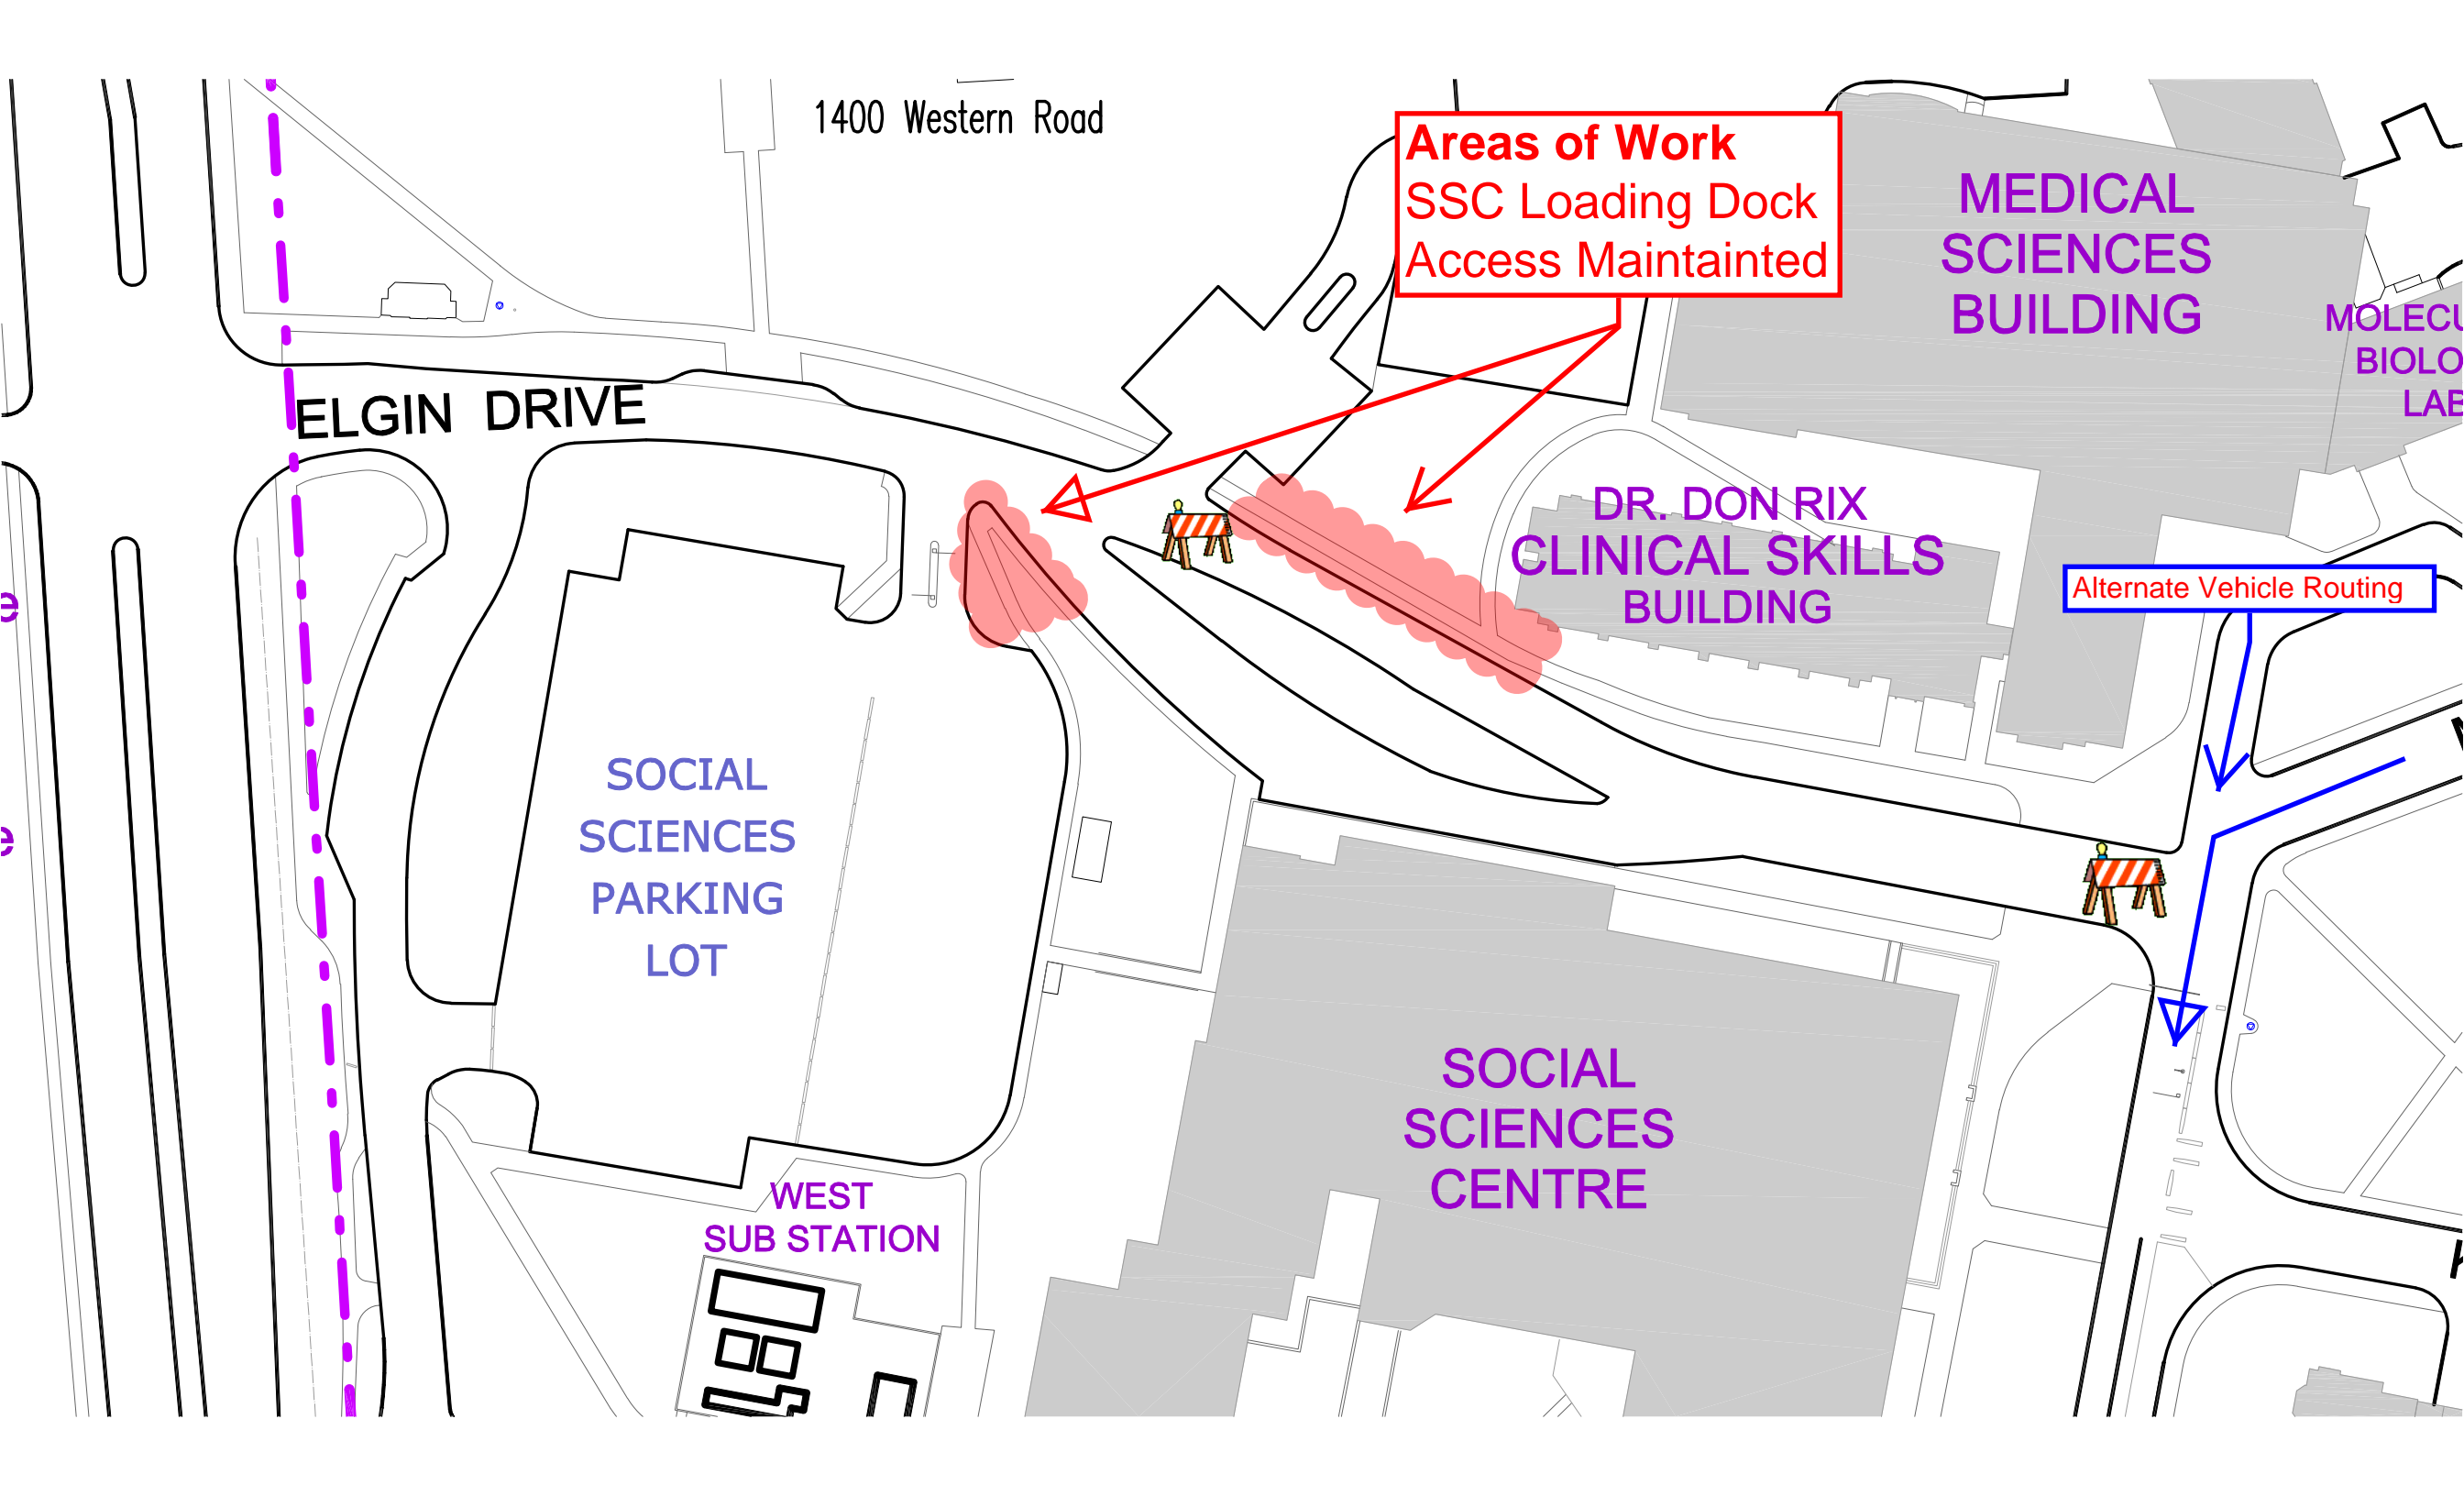 1400 Western Road
Areas of Work
SSC Loading Dock
Access Maintainted
MEDICAL
SCIENCES
BUILDING
ELGIN DRIVE
DR. DON RIX
CLINICAL SKILLS
BUILDING
Alternate Vehicle Routing
SOCIAL
SCIENCES
PARKING
LOT
SOCIAL
SCIENCES
CENTRE
WEST
SUB STATION